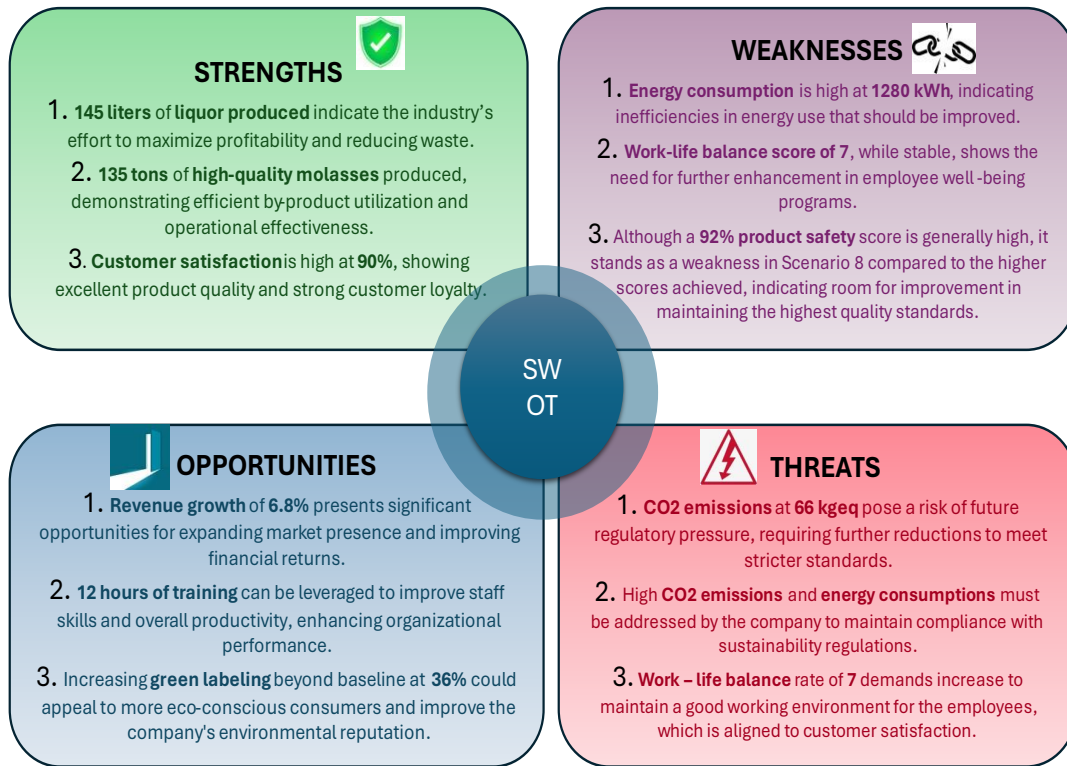 STRENGTHS
1. 145 liters of liquor produced indicate the industry's
effort to maximize profitability and reducing waste.
2. 135 tons of high-quality molasses produced,
demonstrating efficient by-product utilization and
operational effectiveness.
3. Customer satisfaction is high at 90%, showing
excellent product quality and strong customer loyalty.
WEAKNESSES
1. Energy consumption is high at 1280 kWh, indicating
inefficiencies in energy use that should be improved.
2. Work-life balance score of 7, while stable, shows the
need for further enhancement in employee well-being
programs.
3. Although a 92% product safety score is generally high, it
stands as a weakness in Scenario 8 compared to the higher
scores achieved, indicating room for improvement in
maintaining the highest quality standards.
SW
OT
OPPORTUNITIES
1. Revenue growth of 6.8% presents significant
opportunities for expanding market presence and improving
financial returns.
2. 12 hours of training can be leveraged to improve staff
skills and overall productivity, enhancing organizational
performance.
3. Increasing green labeling beyond baseline at 36% could
appeal to more eco-conscious consumers and improve the
company's environmental reputation.
THREATS
1. CO2 emissions at 66 kgeq pose a risk of future
regulatory pressure, requiring further reductions to meet
stricter standards.
2. High CO2 emissions and energy consumptions must
be addressed by the company to maintain compliance with
sustainability regulations.
3. Work – life balance rate of 7 demands increase to
maintain a good working environment for the employees,
which is aligned to customer satisfaction.